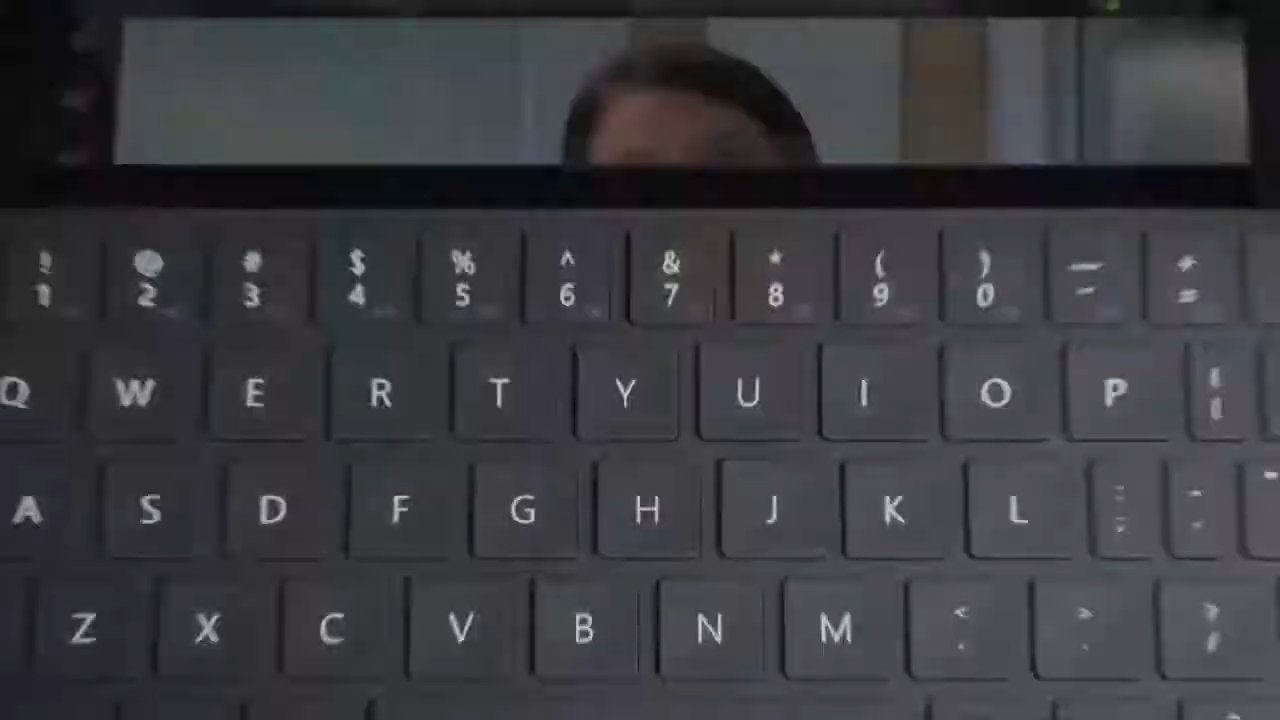 ! @ # $ % ^ & * ( ) — +
1 2 3 4 5 6 7 8 9 0 - =
Q W E R T Y U I O P
A S D F G H J K L
Z X C V B N M < > ?
, . /